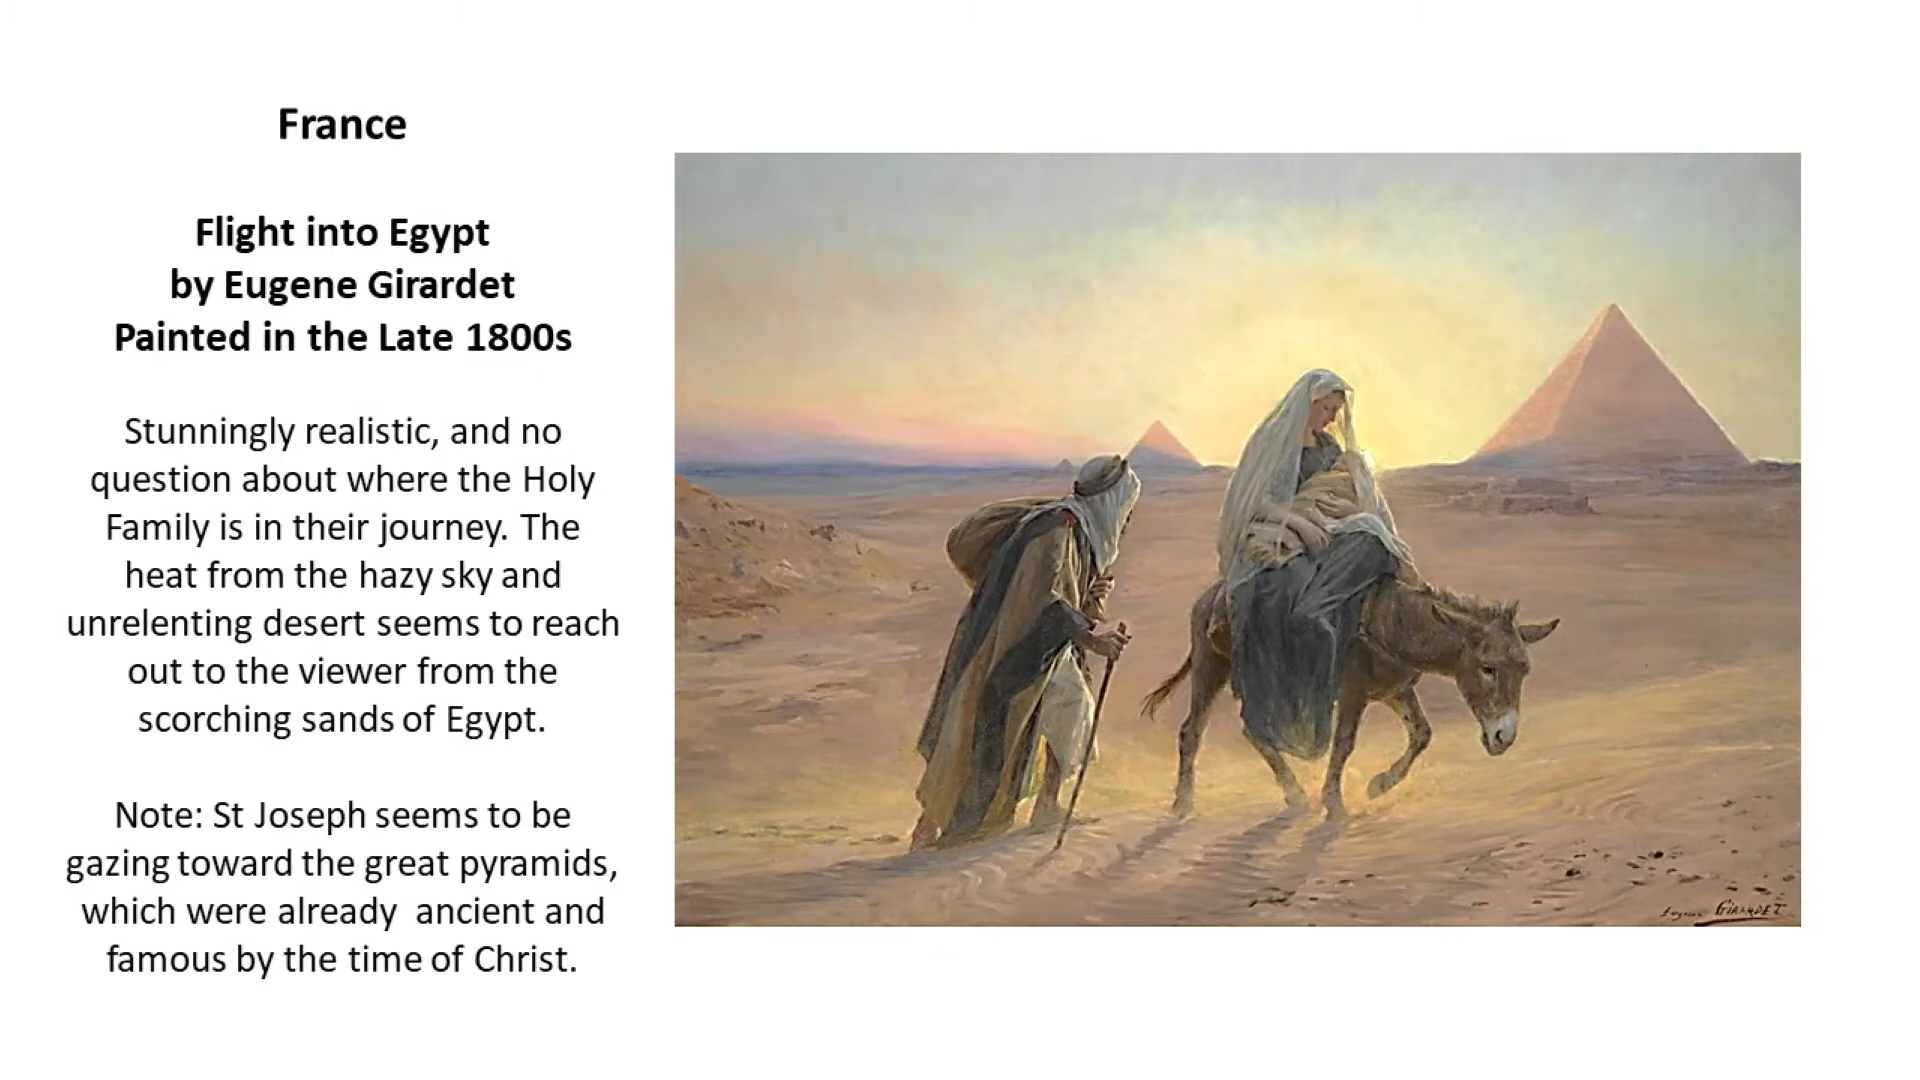 France
Flight into Egypt
by Eugene Girardet
Painted in the Late 1800s
Stunningly realistic, and no
question about where the Holy
Family is in their journey. The
heat from the hazy sky and
unrelenting desert seems to reach
out to the viewer from the
scorching sands of Egypt.
Note: St Joseph seems to be
gazing toward the great pyramids,
which were already  ancient and
famous by the time of Christ.
Eugene GIRARDET